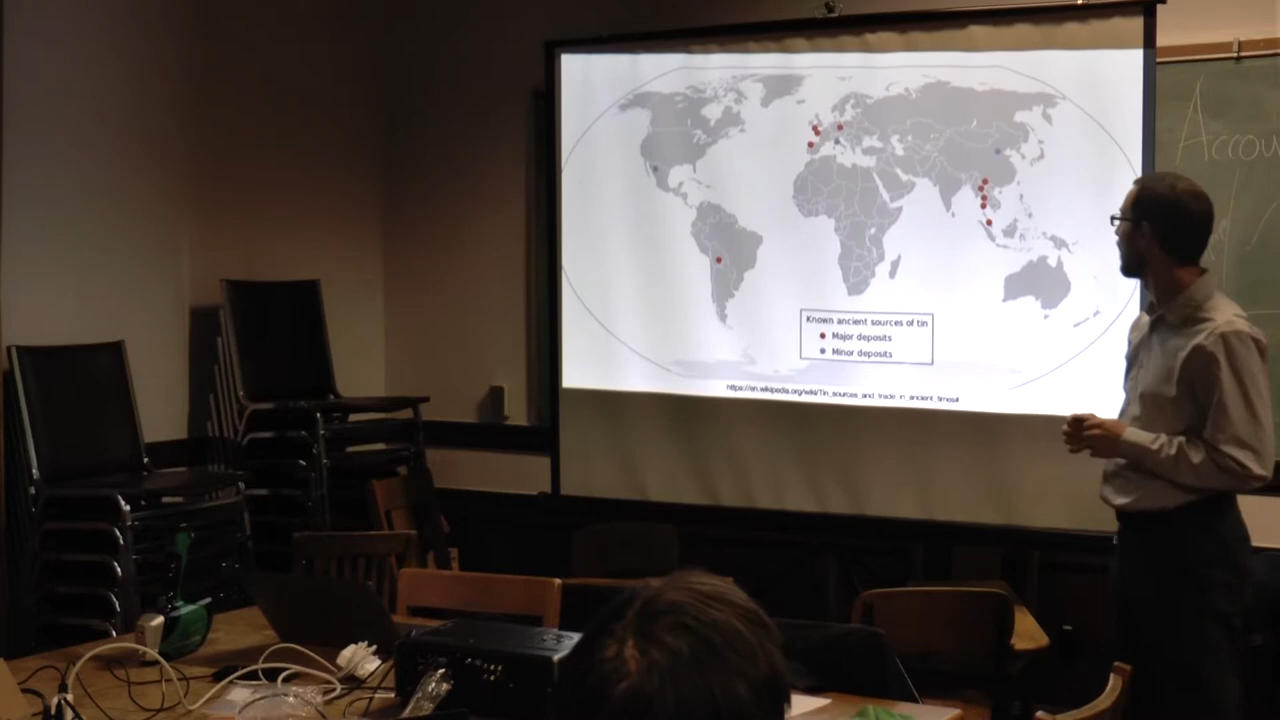 Known ancient sources of tin
Major deposits
Minor deposits
https://en.wikipedia.org/wiki/Tin_sources_and_trade_in_ancient_times#
Accou